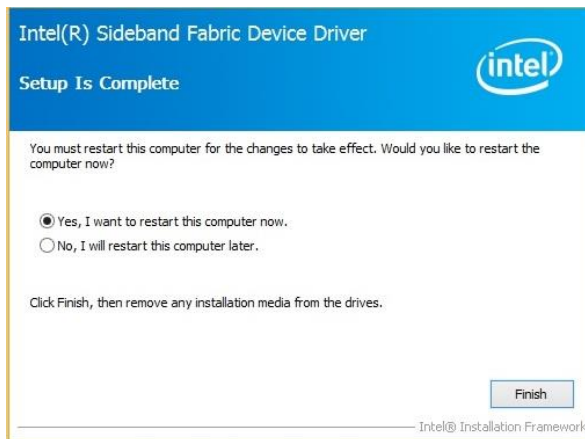 Intel(R) Sideband Fabric Device Driver
intel
Setup Is Complete
You must restart this computer for the changes to take effect. Would you like to restart the
computer now?
Yes, I want to restart this computer now.
No, I will restart this computer later.
Click Finish, then remove any installation media from the drives.
Finish
Intel® Installation Framework